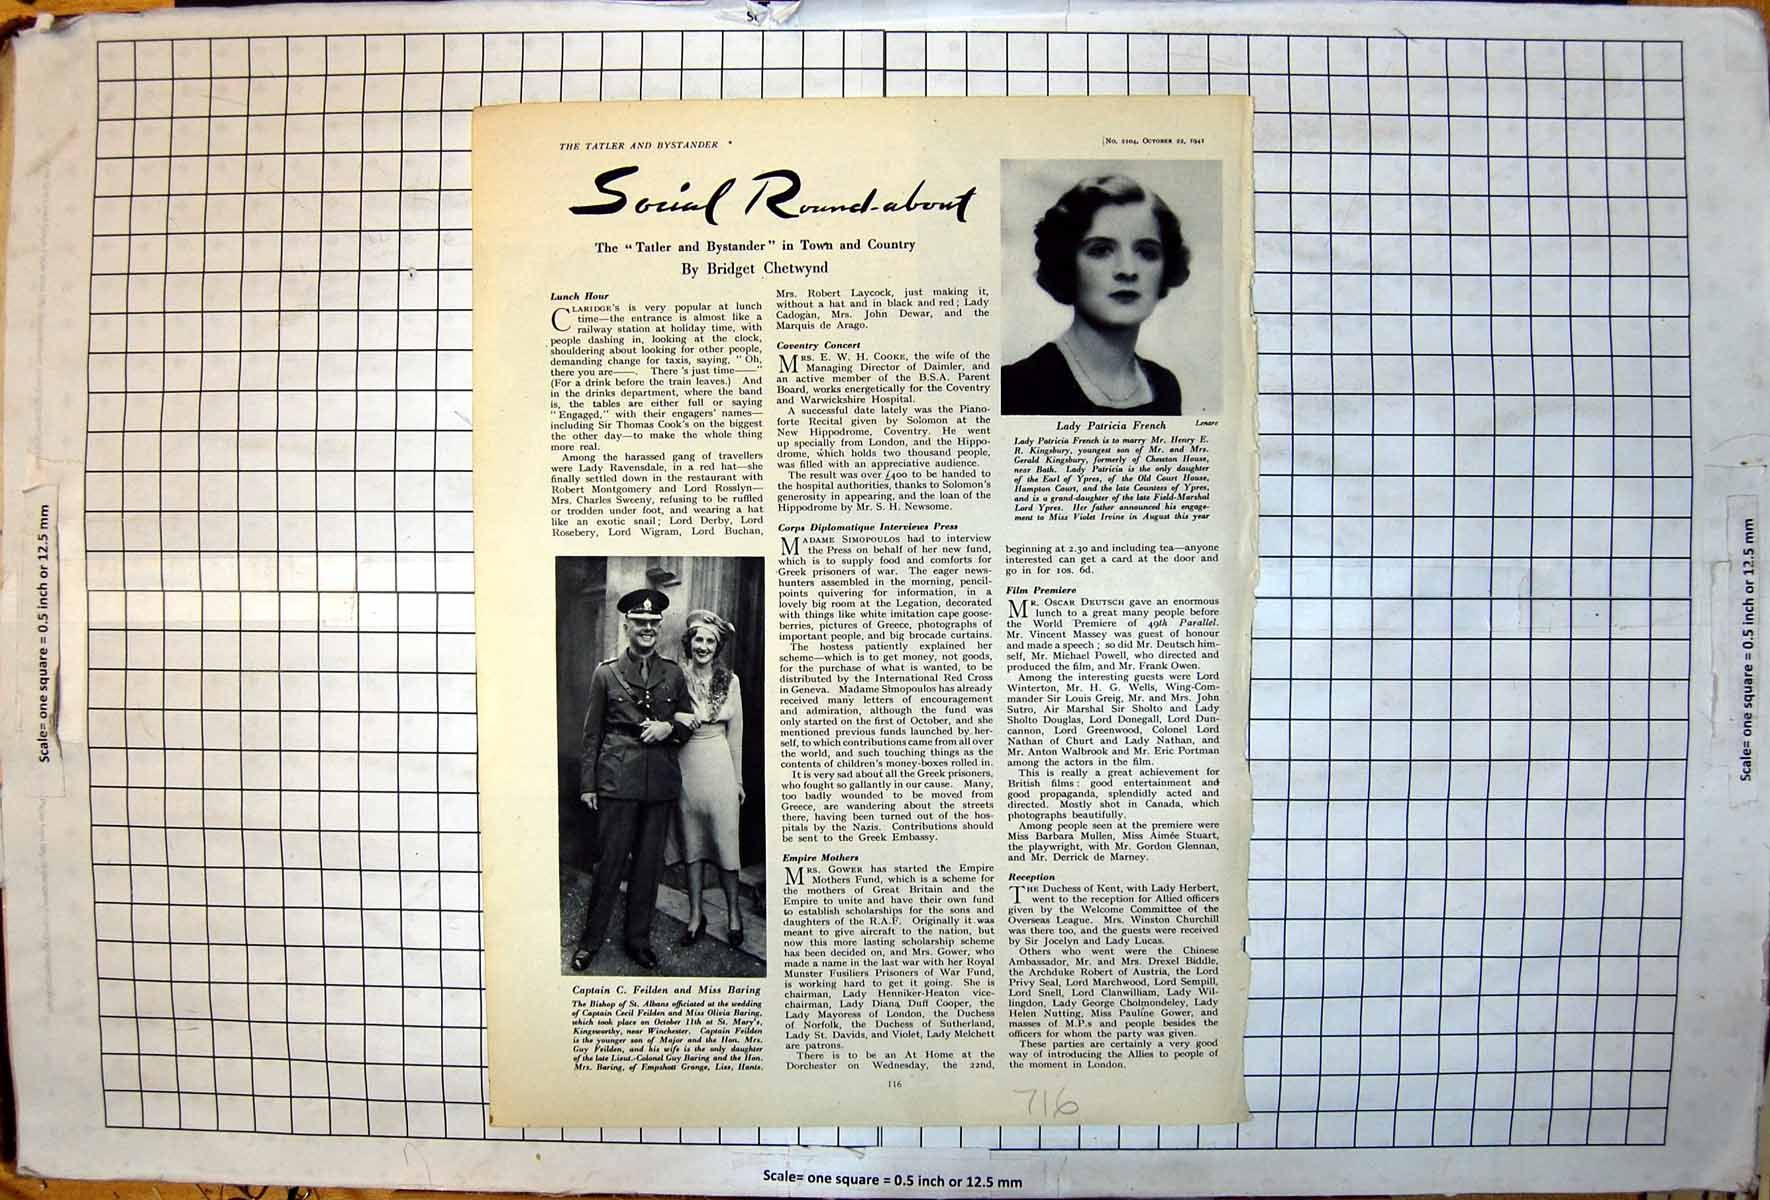 THE TATLER AND BYSTANDER
No. 2104, October 22, 1941
Social Round-about
The "Tatler and Bystander" in Town and Country
By Bridget Chetwynd
Lunch Hour
CLARIDGE'S is very popular at lunch
time—the entrance is almost like a
railway station at holiday time, with
people dashing in, looking at the clock,
shouldering about looking for other people,
demanding change for taxis, saying, "Oh,
there you are——. There's just time——"
(For a drink before the train leaves.) And
in the drinks department, where the band
is, the tables are either full or saying
"Engaged," with their engagers' names—
including Sir Thomas Cook's on the biggest
the other day—to make the whole thing
more real.
Among the harassed gang of travellers
were Lady Ravensdale, in a red hat—she
finally settled down in the restaurant with
Robert Montgomery and Lord Rosslyn—
Mrs. Charles Sweeny, refusing to be ruffled
or trodden under foot, and wearing a hat
like an exotic snail; Lord Derby, Lord
Rosebery, Lord Wigram, Lord Buchan,
Captain C. Feilden and Miss Baring
The Bishop of St. Albans officiated at the wedding
of Captain Cecil Feilden and Miss Olivia Baring,
which took place on October 11th at St. Mary's,
Kingsworthy, near Winchester. Captain Feilden
is the younger son of Major and the Hon. Mrs.
Guy Feilden, and his wife is the only daughter
of the late Lieut.-Colonel Guy Baring and the Hon.
Mrs. Baring, of Empshott Grange, Liss, Hants.
Mrs. Robert Laycock, just making it,
without a hat and in black and red; Lady
Cadogan, Mrs. John Dewar, and the
Marquis de Arago.
Coventry Concert
MRS. E. W. H. COOKE, the wife of the
Managing Director of Daimler, and
an active member of the B.S.A. Parent
Board, works energetically for the Coventry
and Warwickshire Hospital.
A successful date lately was the Piano-
forte Recital given by Solomon at the
New Hippodrome, Coventry. He went
up specially from London, and the Hippo-
drome, which holds two thousand people,
was filled with an appreciative audience.
The result was over £400 to be handed to
the hospital authorities, thanks to Solomon's
generosity in appearing, and the loan of the
Hippodrome by Mr. S. H. Newsome.
Corps Diplomatique Interviews Press
MADAME SIMOPOULOS had to interview
the Press on behalf of her new fund,
which is to supply food and comforts for
Greek prisoners of war. The eager news-
hunters assembled in the morning, pencil-
points quivering for information, in a
lovely big room at the Legation, decorated
with things like white imitation cape goose-
berries, pictures of Greece, photographs of
important people, and big brocade curtains.
The hostess patiently explained her
scheme—which is to get money, not goods,
for the purchase of what is wanted, to be
distributed by the International Red Cross
in Geneva. Madame Simopoulos has already
received many letters of encouragement
and admiration, although the fund was
only started on the first of October, and she
mentioned previous funds launched by her-
self, to which contributions came from all over
the world, and such touching things as the
contents of children's money-boxes rolled in.
It is very sad about all the Greek prisoners,
who fought so gallantly in our cause. Many,
too badly wounded to be moved from
Greece, are wandering about the streets
there, having been turned out of the hos-
pitals by the Nazis. Contributions should
be sent to the Greek Embassy.
Empire Mothers
MRS. GOWER has started the Empire
Mothers Fund, which is a scheme for
the mothers of Great Britain and the
Empire to unite and have their own fund
to establish scholarships for the sons and
daughters of the R.A.F. Originally it was
meant to give aircraft to the nation, but
now this more lasting scholarship scheme
has been decided on, and Mrs. Gower, who
made a name in the last war with her Royal
Munster Fusiliers Prisoners of War Fund,
is working hard to get it going. She is
chairman, Lady Henniker-Heaton vice-
chairman, Lady Diana Duff Cooper, the
Lady Mayoress of London, the Duchess
of Norfolk, the Duchess of Sutherland,
Lady St. Davids, and Violet, Lady Melchett
are patrons.
There is to be an At Home at the
Dorchester on Wednesday, the 22nd,
Lady Patricia French
Lenare
Lady Patricia French is to marry Mr. Henry E.
R. Kingsbury, youngest son of Mr. and Mrs.
Gerald Kingsbury, formerly of Chewton House,
near Bath. Lady Patricia is the only daughter
of the Earl of Ypres, of the Old Court House,
Hampton Court, and the late Countess of Ypres,
and is a grand-daughter of the late Field-Marshal
Lord Ypres. Her father announced his engage-
ment to Miss Violet Irvine in August this year
beginning at 2.30 and including tea—anyone
interested can get a card at the door and
go in for 10s. 6d.
Film Premiere
MR. OSCAR DEUTSCH gave an enormous
lunch to a great many people before
the World Premiere of 49th Parallel.
Mr. Vincent Massey was guest of honour
and made a speech; so did Mr. Deutsch him-
self, Mr. Michael Powell, who directed and
produced the film, and Mr. Frank Owen.
Among the interesting guests were Lord
Winterton, Mr. H. G. Wells, Wing-Com-
mander Sir Louis Greig, Mr. and Mrs. John
Sutro, Air Marshal Sir Sholto and Lady
Sholto Douglas, Lord Donegall, Lord Dun-
cannon, Lord Greenwood, Colonel Lord
Nathan of Churt and Lady Nathan, and
Mr. Anton Walbrook and Mr. Eric Portman
among the actors in the film.
This is really a great achievement for
British films: good entertainment and
good propaganda, splendidly acted and
directed. Mostly shot in Canada, which
photographs beautifully.
Among people seen at the premiere were
Miss Barbara Mullen, Miss Aimée Stuart,
the playwright, with Mr. Gordon Glennan,
and Mr. Derrick de Marney.
Reception
THE Duchess of Kent, with Lady Herbert,
went to the reception for Allied officers
given by the Welcome Committee of the
Overseas League. Mrs. Winston Churchill
was there too, and the guests were received
by Sir Jocelyn and Lady Lucas.
Others who went were the Chinese
Ambassador, Mr. and Mrs. Drexel Biddle,
the Archduke Robert of Austria, the Lord
Privy Seal, Lord Marchwood, Lord Sempill,
Lord Snell, Lord Clanwilliam, Lady Wil-
lingdon, Lady George Cholmondeley, Lady
Helen Nutting, Miss Pauline Gower, and
masses of M.P.s and people besides the
officers for whom the party was given.
These parties are certainly a very good
way of introducing the Allies to people of
the moment in London.
116
716
Scale= one square = 0.5 inch or 12.5 mm
Scale= one square = 0.5 inch or 12.5 mm
Scale= one square = 0.5 inch or 12.5 mm